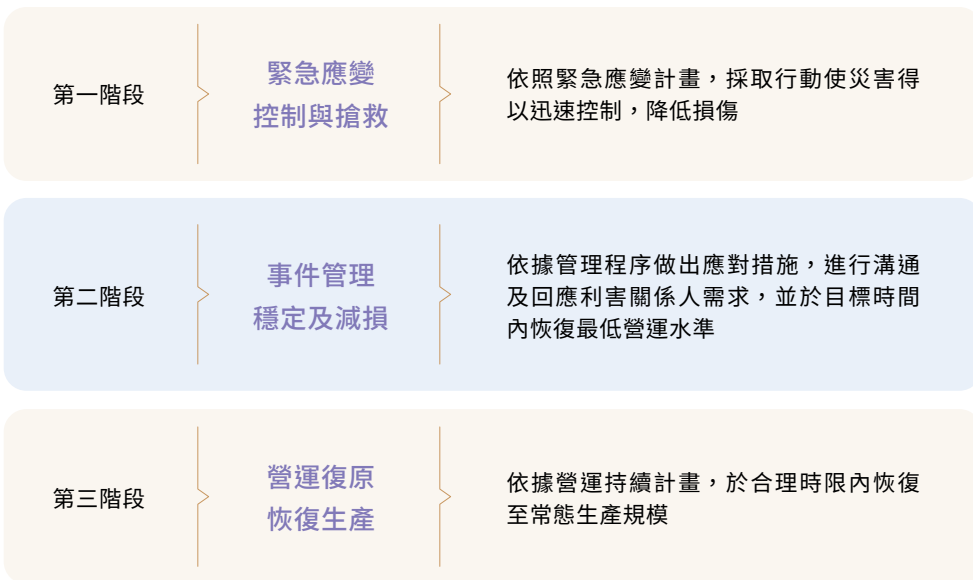 第一階段
緊急應變
控制與搶救
依照緊急應變計畫，採取行動使災害得
以迅速控制，降低損傷
第二階段
事件管理
穩定及減損
依據管理程序做出應對措施，進行溝通
及回應利害關係人需求，並於目標時間
內恢復最低營運水準
第三階段
營運復原
恢復生產
依據營運持續計畫，於合理時限內恢復
至常態生產規模